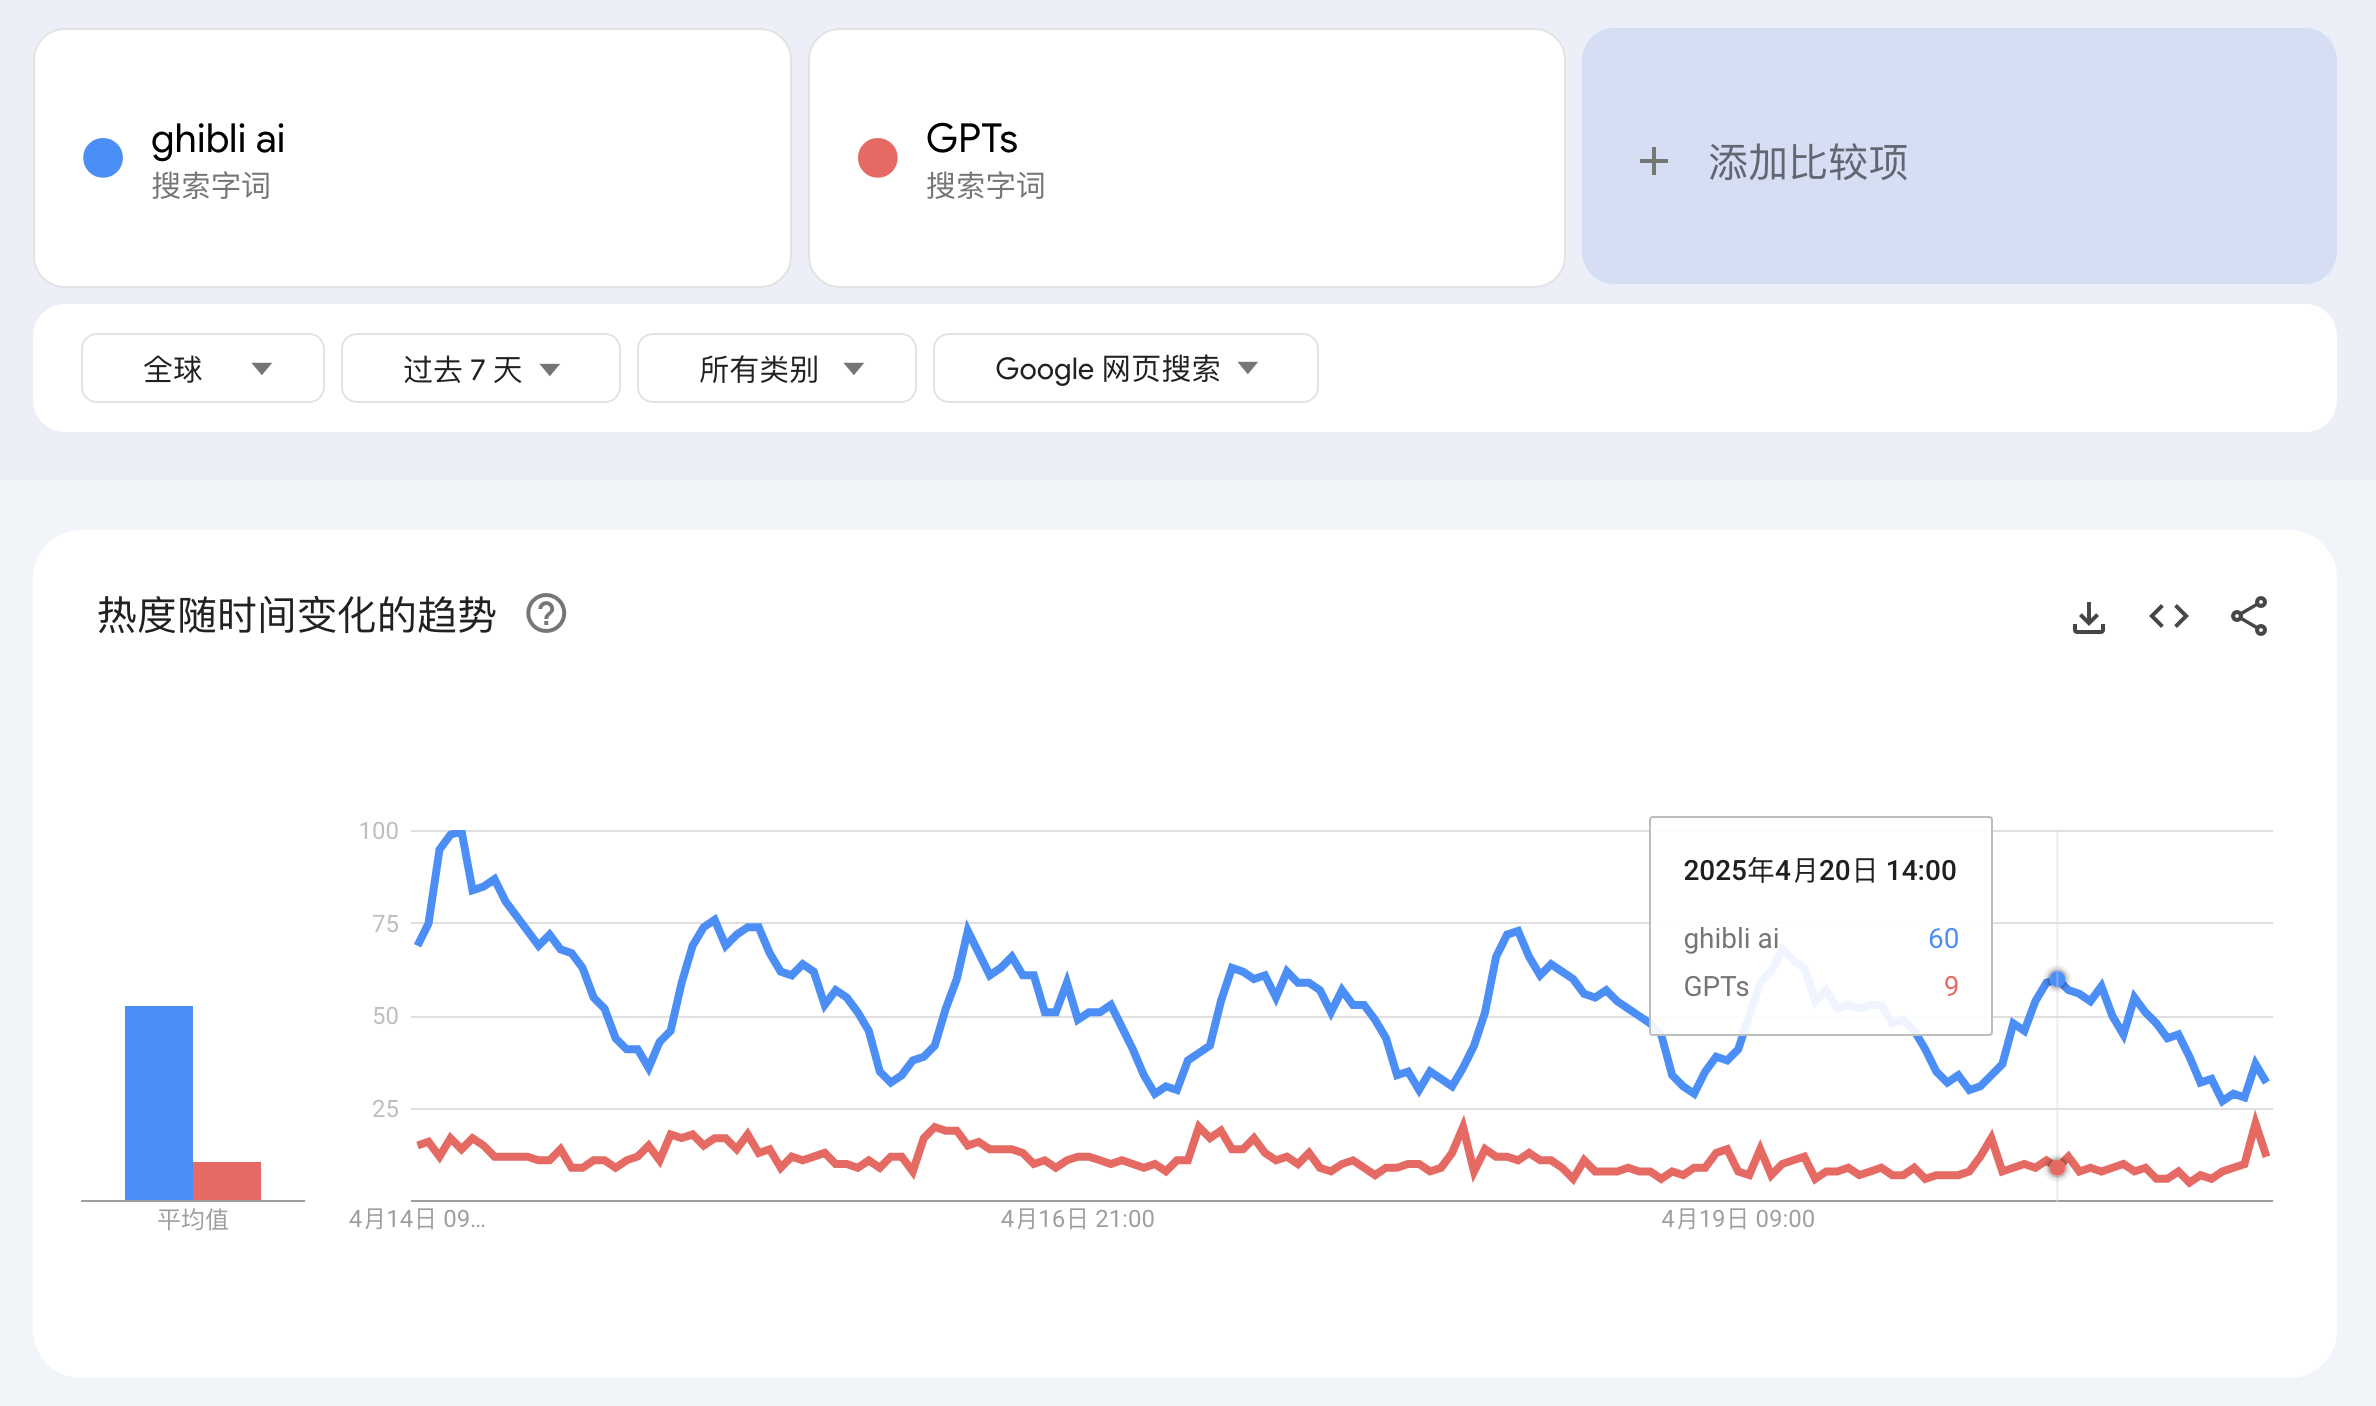 ghibli ai
搜索字词
GPTs
搜索字词
+ 添加比较项
全球
过去 7 天
所有类别
Google 网页搜索
热度随时间变化的趋势
100
75
50
25
2025年4月20日 14:00
ghibli ai 60
GPTs 9
平均值
4月14日 09...
4月16日 21:00
4月19日 09:00